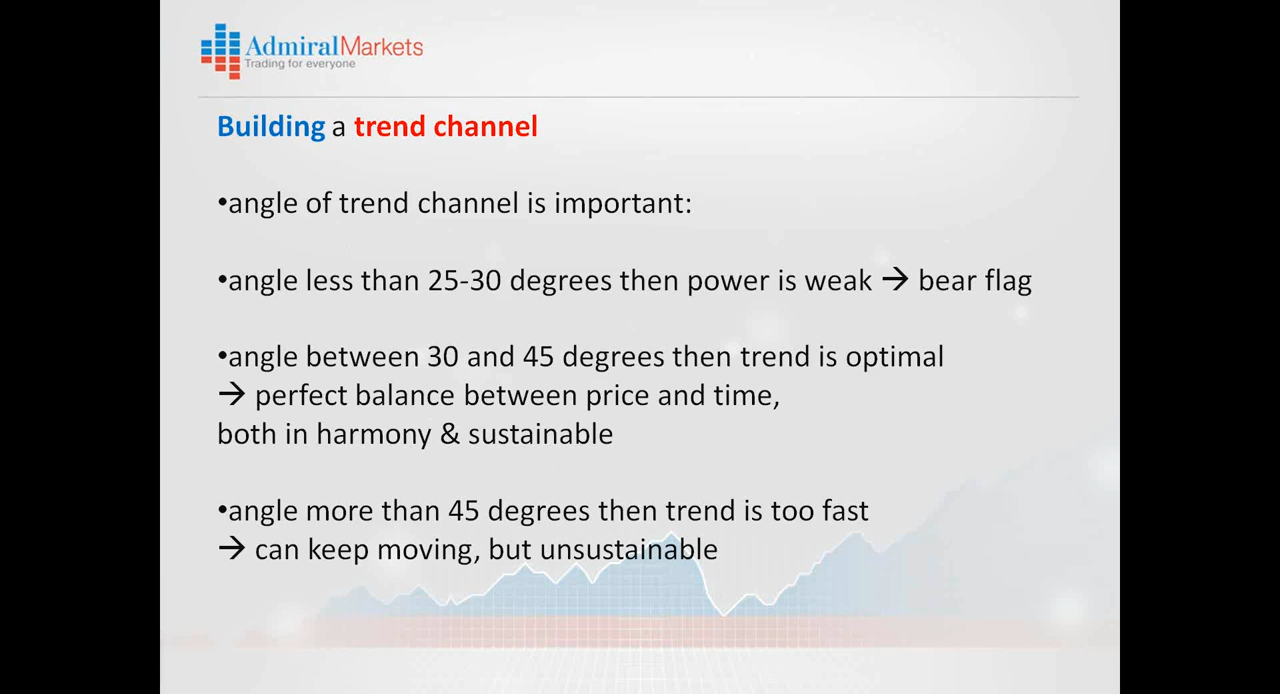 AdmiralMarkets
Trading for everyone
Building a trend channel
•angle of trend channel is important:
•angle less than 25-30 degrees then power is weak → bear flag
•angle between 30 and 45 degrees then trend is optimal
→ perfect balance between price and time,
both in harmony & sustainable
•angle more than 45 degrees then trend is too fast
→ can keep moving, but unsustainable